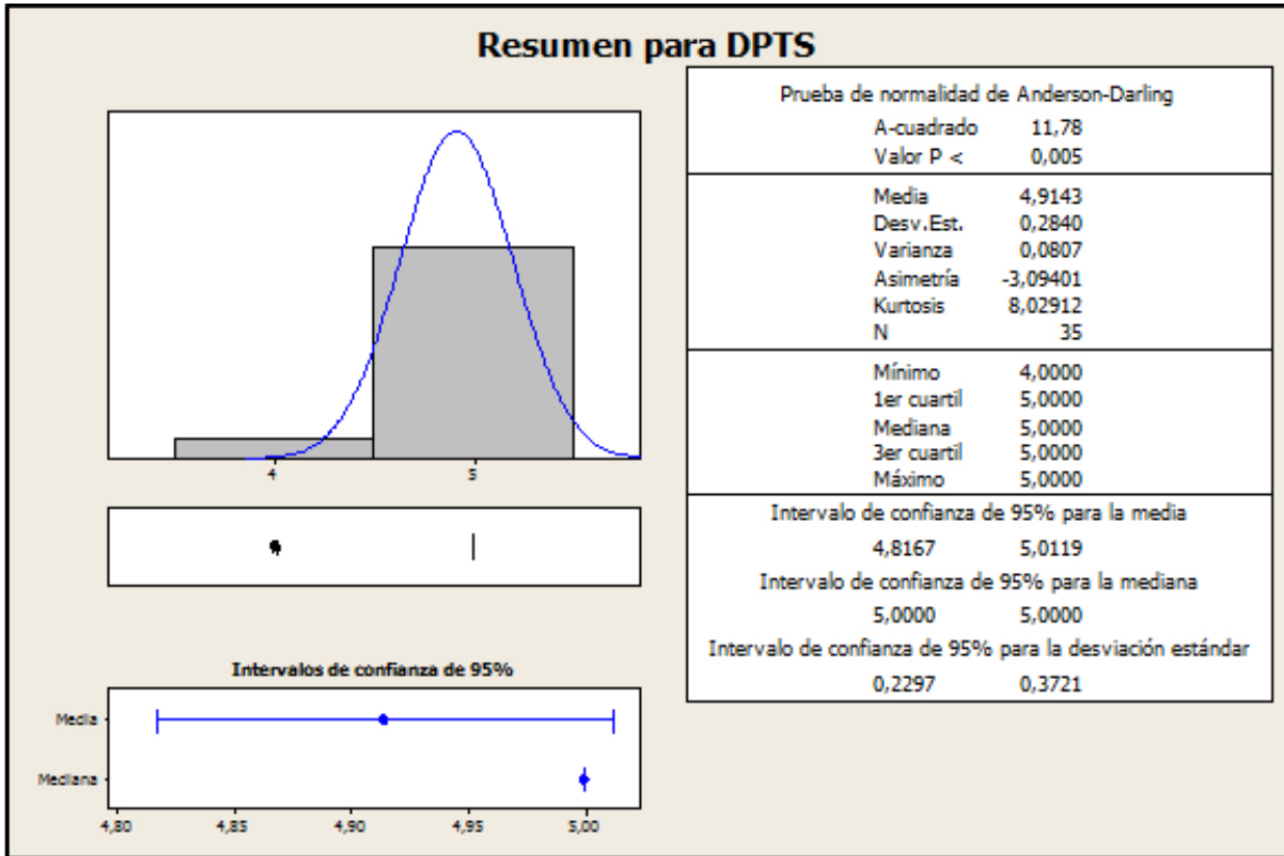 Resumen para DPTS
4 5
Intervalos de confianza de 95%
Media
Mediana
4,80 4,85 4,90 4,95 5,00
Prueba de normalidad de Anderson-Darling
A-cuadrado 11,78
Valor P < 0,005
Media 4,9143
Desv.Est. 0,2840
Varianza 0,0807
Asimetría -3,09401
Kurtosis 8,02912
N 35
Mínimo 4,0000
1er cuartil 5,0000
Mediana 5,0000
3er cuartil 5,0000
Máximo 5,0000
Intervalo de confianza de 95% para la media
4,8167 5,0119
Intervalo de confianza de 95% para la mediana
5,0000 5,0000
Intervalo de confianza de 95% para la desviación estándar
0,2297 0,3721